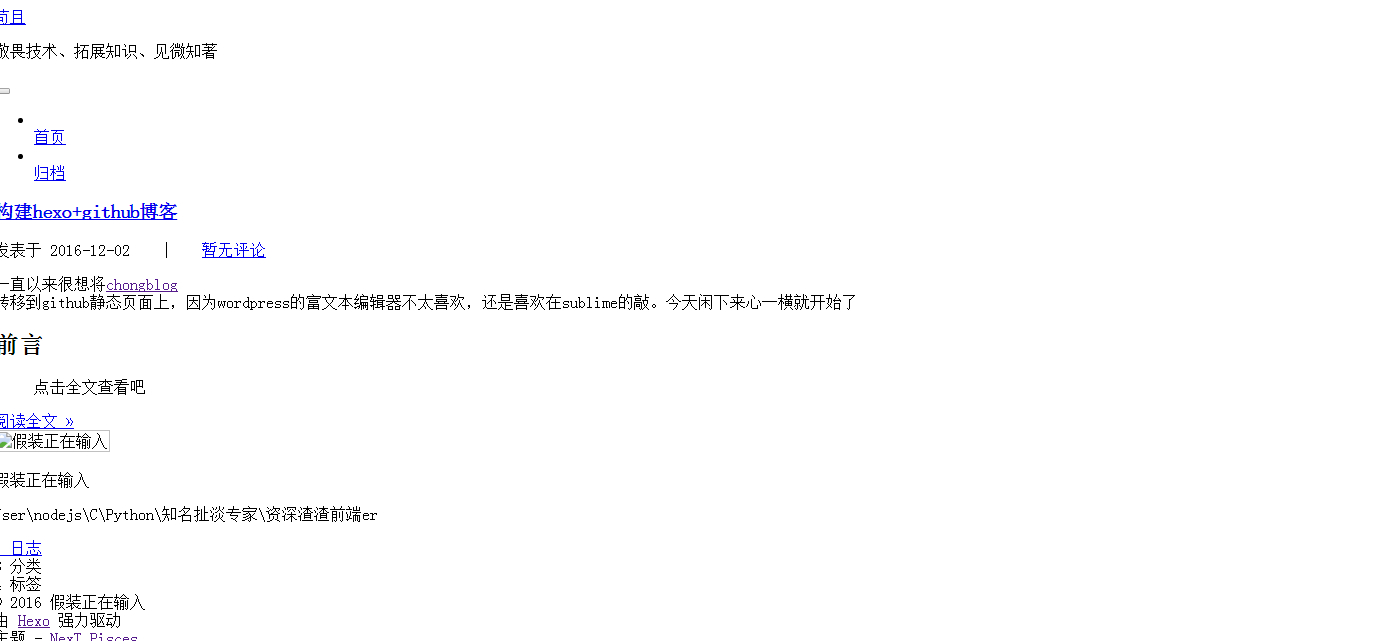 苟且
敬畏技术、拓展知识、见微知著
首页
归档
构建hexo+github博客
发表于 2016-12-02 | 暂无评论
一直以来很想将chongblog
转移到github静态页面上，因为wordpress的富文本编辑器不太喜欢，还是喜欢在sublime的敲。今天闲下来心一横就开始了
前言
点击全文查看吧
阅读全文 »
假装正在输入
假装正在输入
ser\nodejs\C\Python\知名扯淡专家\资深渣渣前端er
日志
分类
标签
© 2016 假装正在输入
由 Hexo 强力驱动
主题 - NexT.Pisces